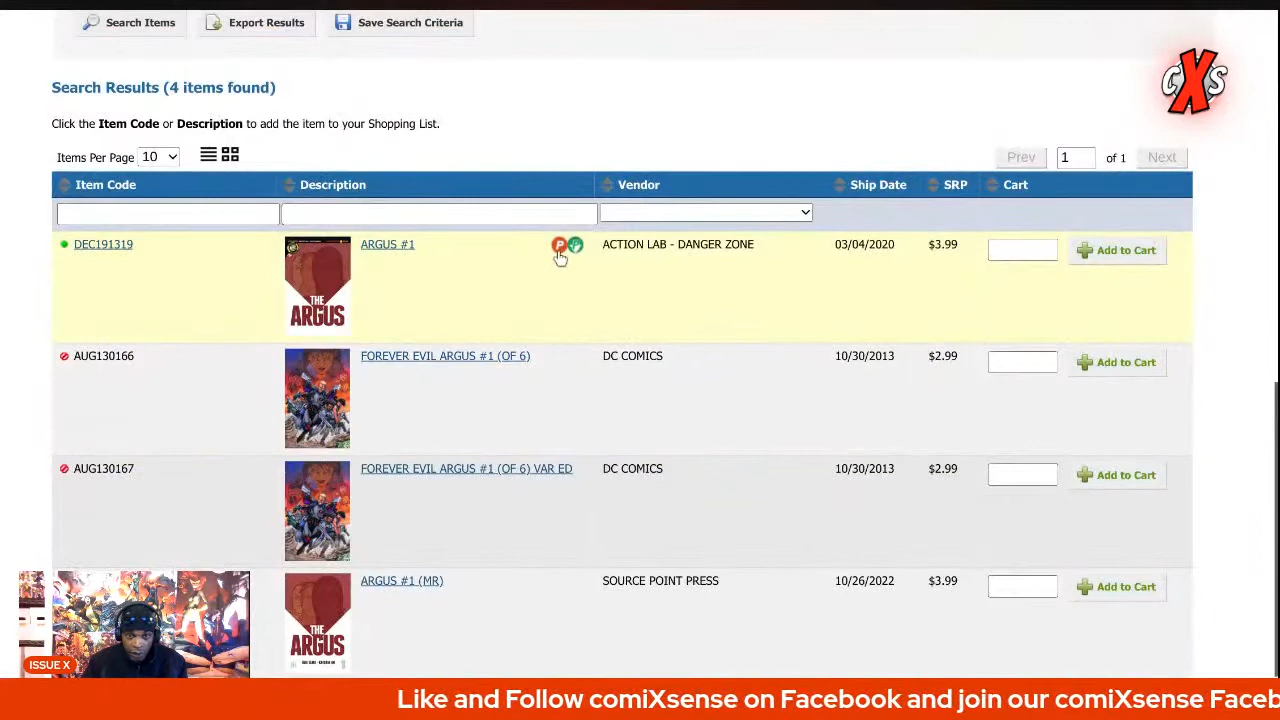 Search Items Export Results Save Search Criteria
CXS
Search Results (4 items found)
Click the Item Code or Description to add the item to your Shopping List.
Items Per Page 10 Prev 1 of 1 Next
Item Code Description Vendor Ship Date SRP Cart
DEC191319 ARGUS #1 P ACTION LAB - DANGER ZONE 03/04/2020 $3.99 Add to Cart
THE
ARGUS
AUG130166 FOREVER EVIL ARGUS #1 (OF 6) DC COMICS 10/30/2013 $2.99 Add to Cart
AUG130167 FOREVER EVIL ARGUS #1 (OF 6) VAR ED DC COMICS 10/30/2013 $2.99 Add to Cart
ARGUS #1 (MR) SOURCE POINT PRESS 10/26/2022 $3.99 Add to Cart
THE
ARGUS
ISSUE X
Like and Follow comiXsense on Facebook and join our comiXsense Faceb